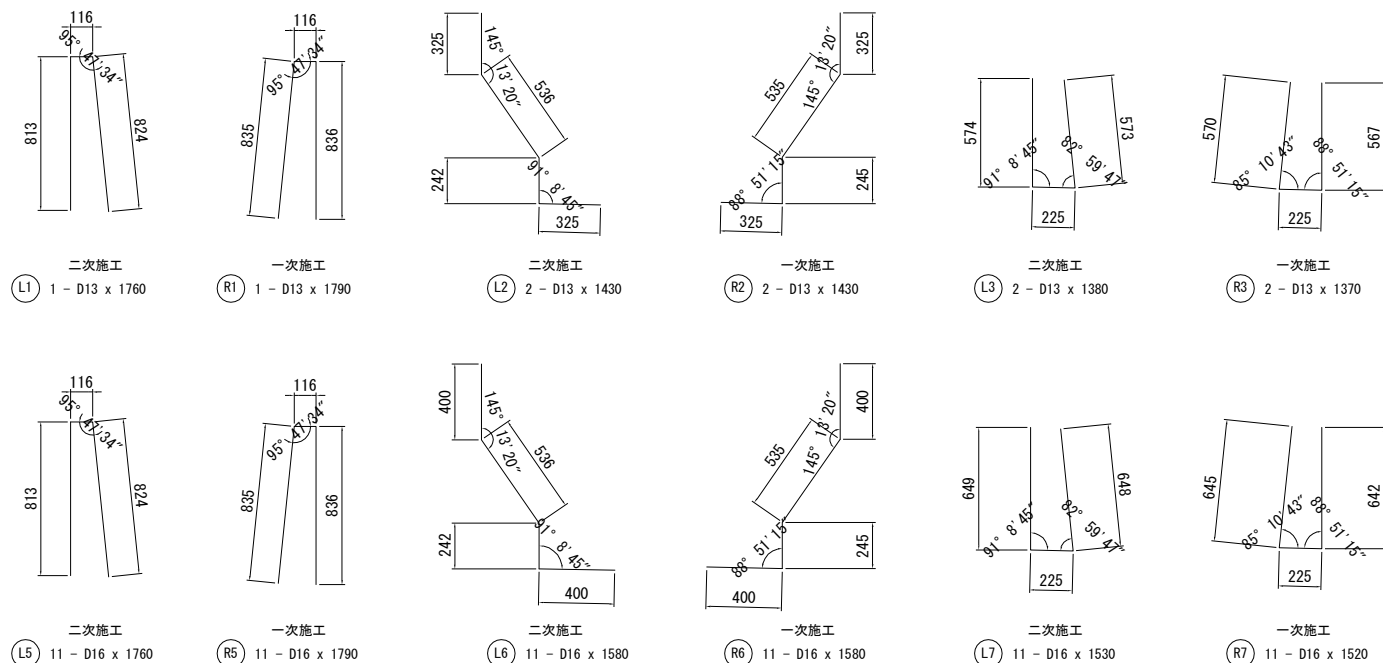 116
95° 47′34″
813
824
二次施工
L1 1 - D13 x 1760
116
95° 47′34″
835
836
一次施工
R1 1 - D13 x 1790
325
145° 13′20″
536
242
91° 8′45″
325
二次施工
L2 2 - D13 x 1430
325
145° 13′20″
535
245
88° 51′15″
325
一次施工
R2 2 - D13 x 1430
574
573
91° 8′45″
82° 59′47″
225
二次施工
L3 2 - D13 x 1380
570
567
85° 10′43″
88° 51′15″
225
一次施工
R3 2 - D13 x 1370
116
95° 47′34″
813
824
二次施工
L5 11 - D16 x 1760
116
95° 47′34″
835
836
一次施工
R5 11 - D16 x 1790
400
145° 13′20″
536
242
91° 8′45″
400
二次施工
L6 11 - D16 x 1580
400
145° 13′20″
535
245
88° 51′15″
400
一次施工
R6 11 - D16 x 1580
649
648
91° 8′45″
82° 59′47″
225
二次施工
L7 11 - D16 x 1530
645
642
85° 10′43″
88° 51′15″
225
一次施工
R7 11 - D16 x 1520